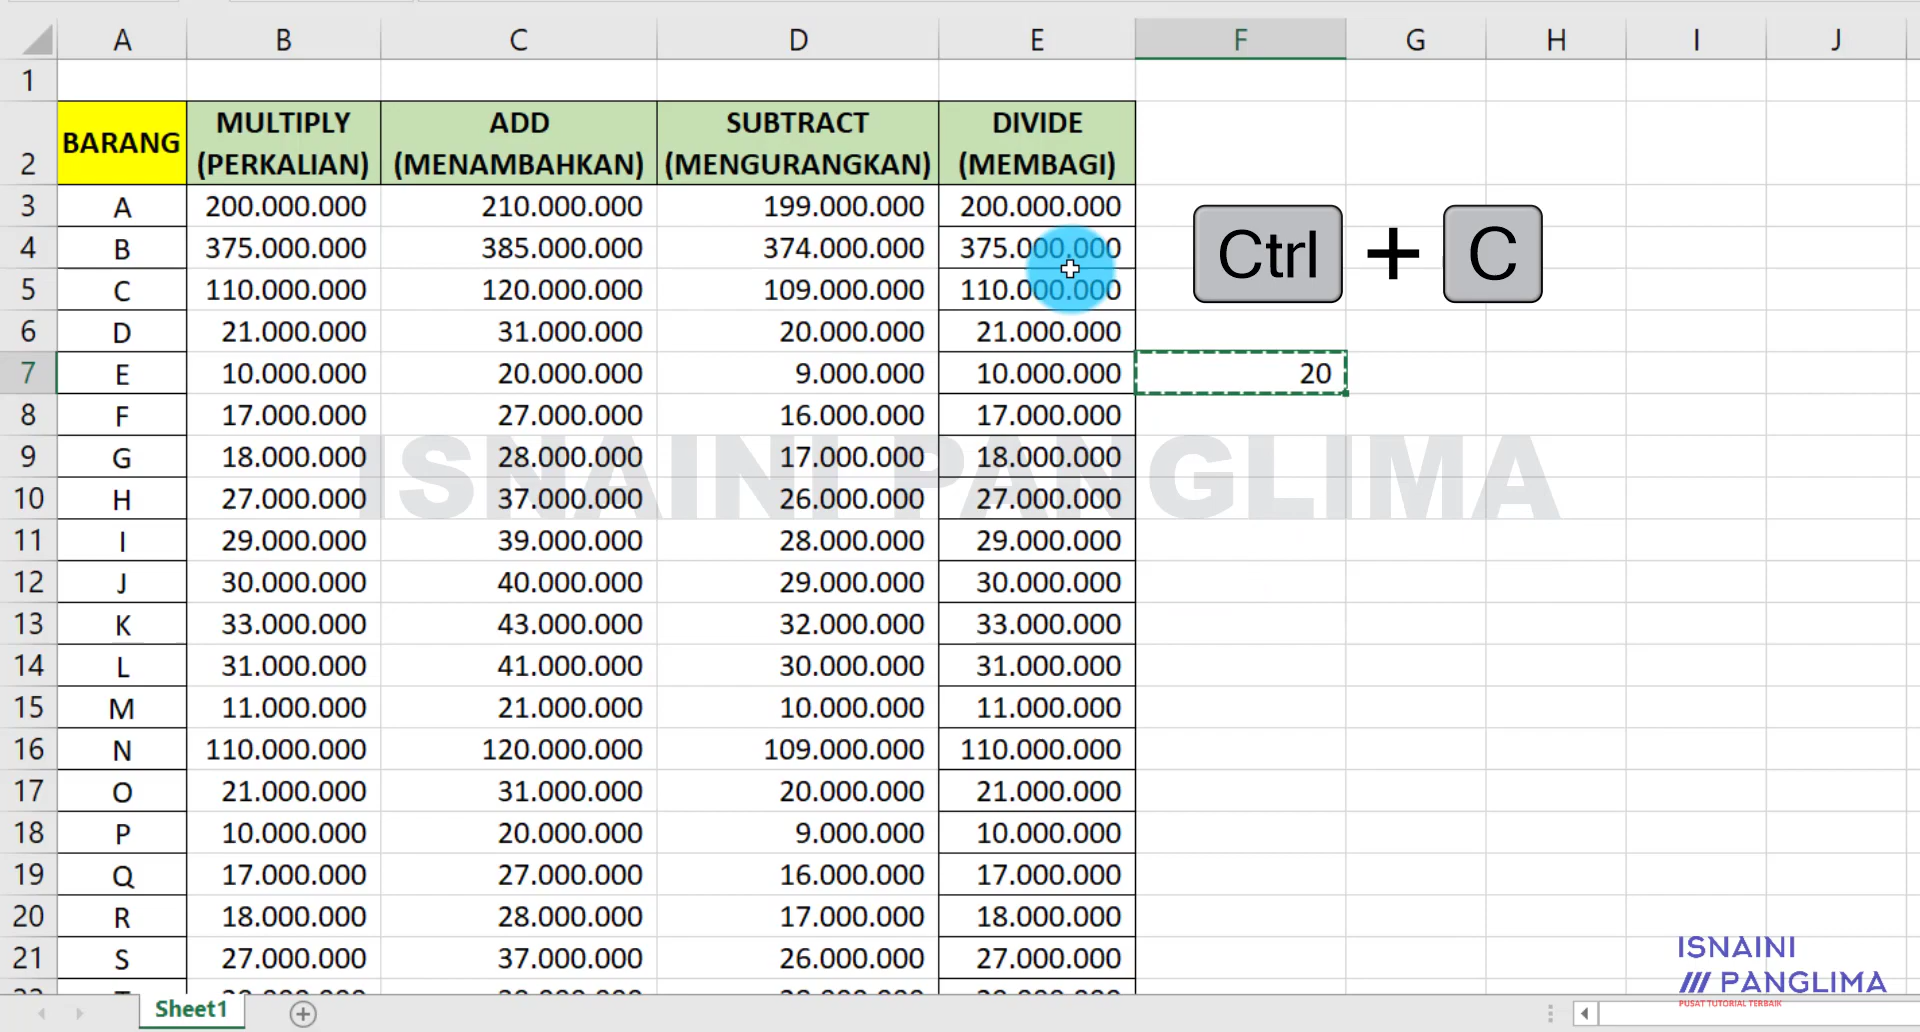 A B C D E F G H I J
1
BARANG MULTIPLY (PERKALIAN) ADD (MENAMBAHKAN) SUBTRACT (MENGURANGKAN) DIVIDE (MEMBAGI)
2
3 A 200.000.000 210.000.000 199.000.000 200.000.000
Ctrl + C
4 B 375.000.000 385.000.000 374.000.000 375.000.000
5 C 110.000.000 120.000.000 109.000.000 110.000.000
6 D 21.000.000 31.000.000 20.000.000 21.000.000
7 E 10.000.000 20.000.000 9.000.000 10.000.000 20
8 F 17.000.000 27.000.000 16.000.000 17.000.000
9 G 18.000.000 28.000.000 17.000.000 18.000.000
ISNAINI PANGLIMA
10 H 27.000.000 37.000.000 26.000.000 27.000.000
11 I 29.000.000 39.000.000 28.000.000 29.000.000
12 J 30.000.000 40.000.000 29.000.000 30.000.000
13 K 33.000.000 43.000.000 32.000.000 33.000.000
14 L 31.000.000 41.000.000 30.000.000 31.000.000
15 M 11.000.000 21.000.000 10.000.000 11.000.000
16 N 110.000.000 120.000.000 109.000.000 110.000.000
17 O 21.000.000 31.000.000 20.000.000 21.000.000
18 P 10.000.000 20.000.000 9.000.000 10.000.000
19 Q 17.000.000 27.000.000 16.000.000 17.000.000
20 R 18.000.000 28.000.000 17.000.000 18.000.000
21 S 27.000.000 37.000.000 26.000.000 27.000.000
ISNAINI
PANGLIMA
PUSAT TUTORIAL TERBAIK
Sheet1